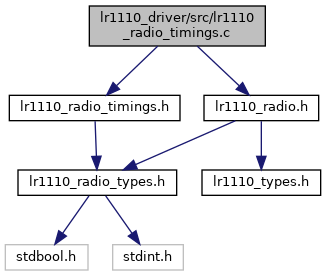 lr1110_driver/src/lr1110
_radio_timings.c
lr1110_radio_timings.h
lr1110_radio.h
lr1110_radio_types.h
lr1110_types.h
stdbool.h
stdint.h